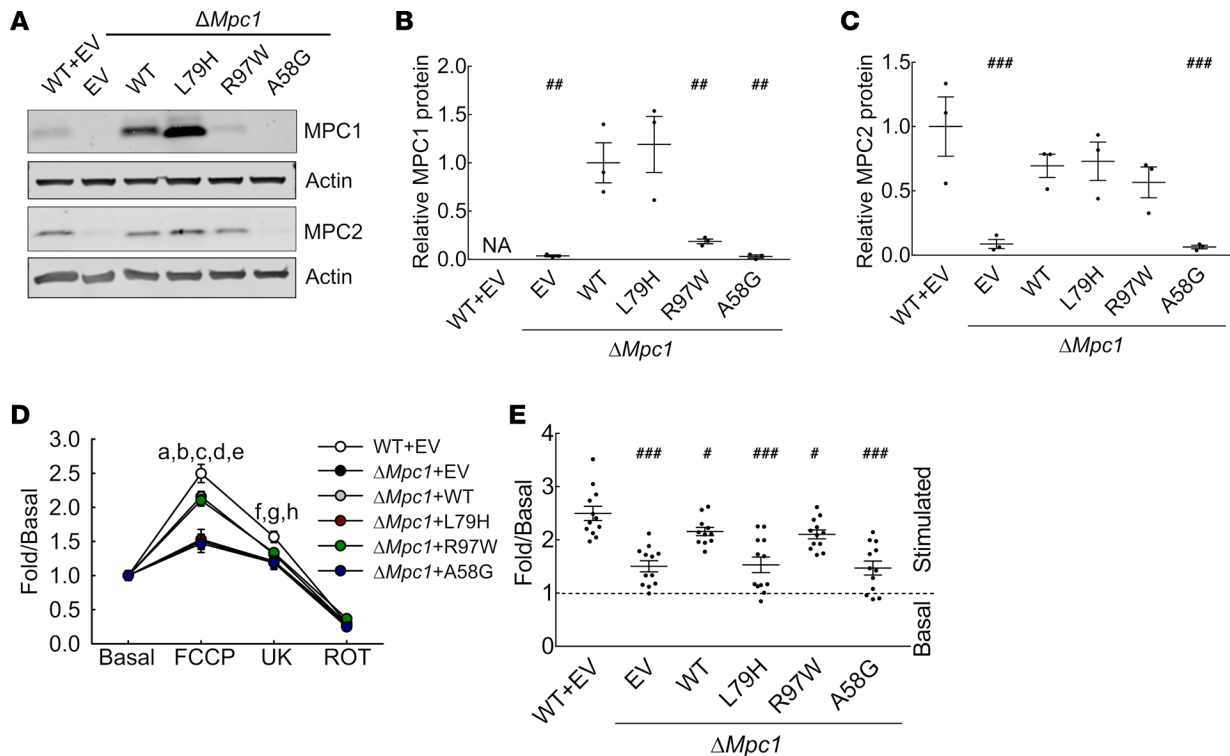 A
ΔMpc1
WT+EV
EV
WT
L79H
R97W
A58G
MPC1
Actin
MPC2
Actin
B
Relative MPC1 protein
2.0
1.5
1.0
0.5
0.0
##
##
##
NA
WT+EV
EV
WT
L79H
R97W
A58G
ΔMpc1
C
Relative MPC2 protein
1.5
1.0
0.5
0.0
###
###
WT+EV
EV
WT
L79H
R97W
A58G
ΔMpc1
D
Fold/Basal
3.0
2.5
2.0
1.5
1.0
0.5
0.0
a,b,c,d,e
f,g,h
Basal
FCCP
UK
ROT
WT+EV
ΔMpc1+EV
ΔMpc1+WT
ΔMpc1+L79H
ΔMpc1+R97W
ΔMpc1+A58G
E
Fold/Basal
4
3
2
1
0
###
#
###
#
###
Stimulated
Basal
WT+EV
EV
WT
L79H
R97W
A58G
ΔMpc1